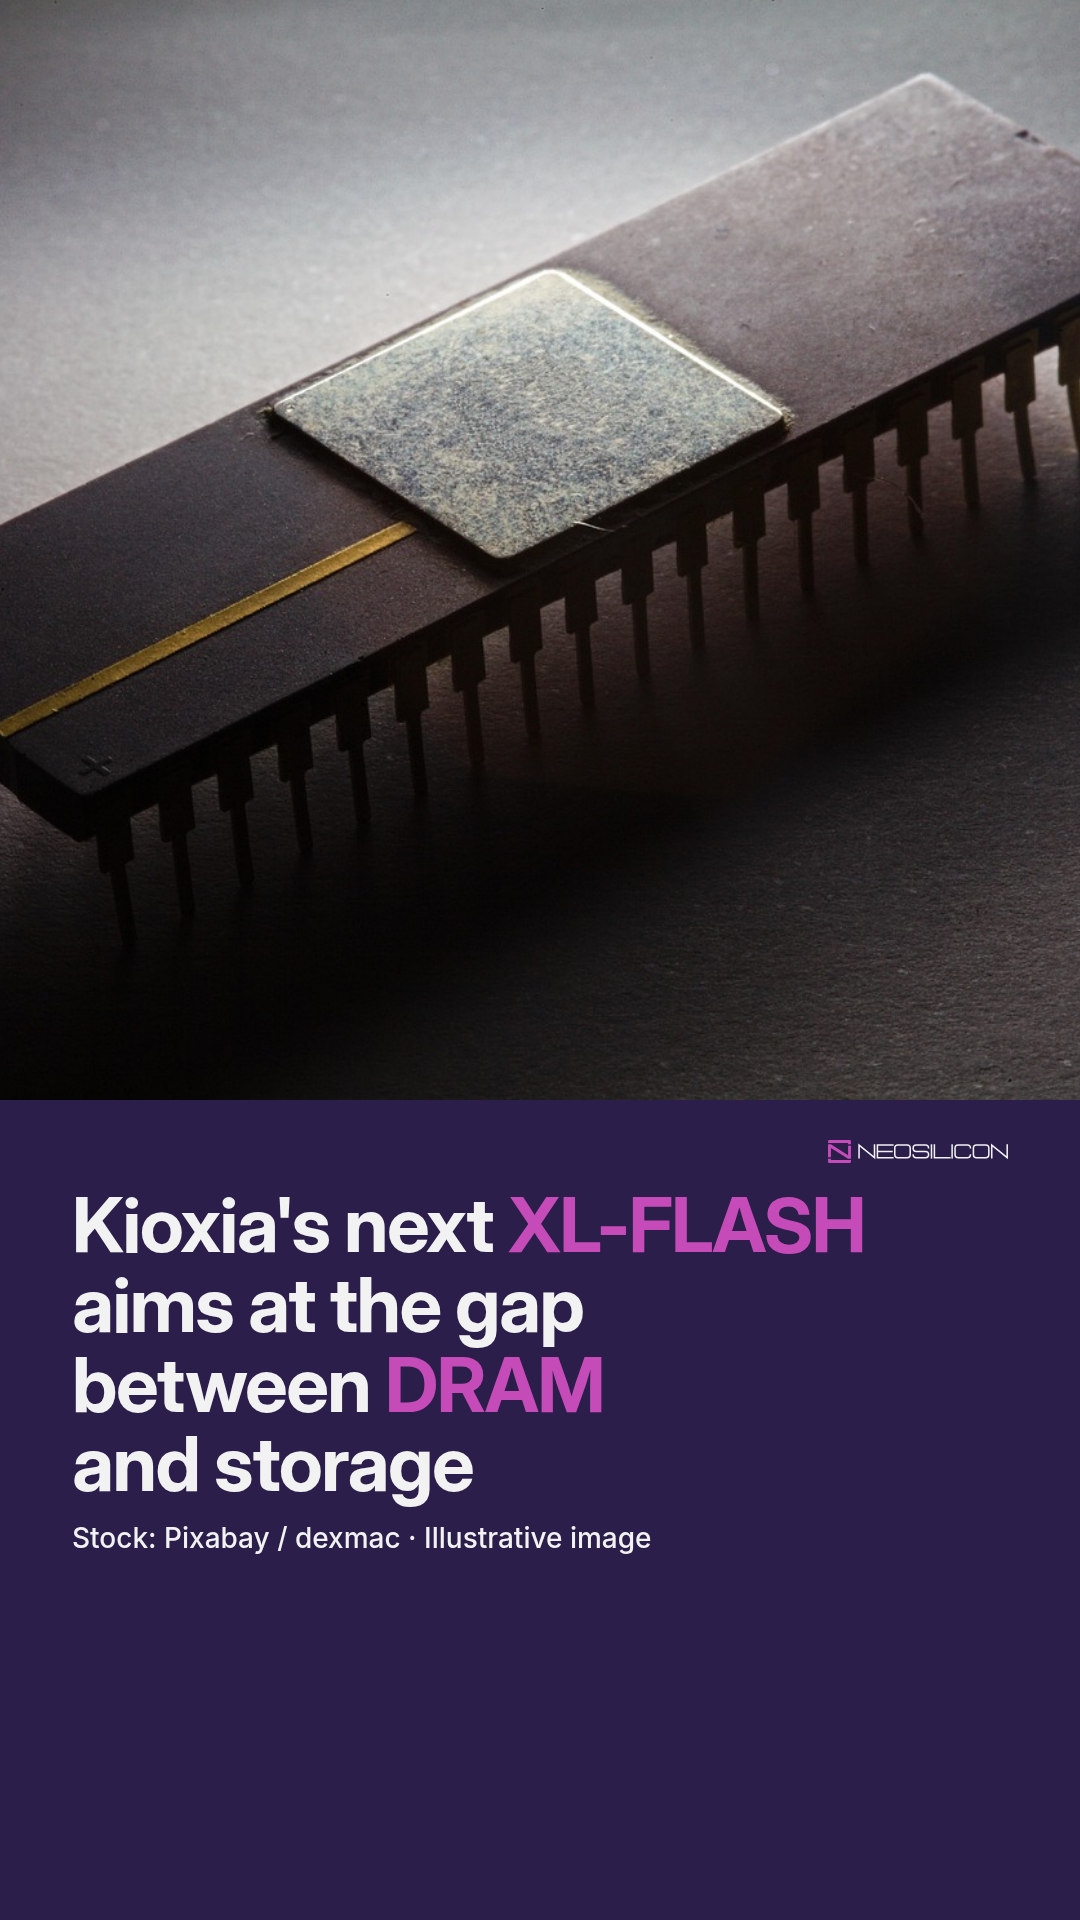 NEOSILICON
Kioxia's next XL-FLASH
aims at the gap
between DRAM
and storage
Stock: Pixabay / dexmac · Illustrative image